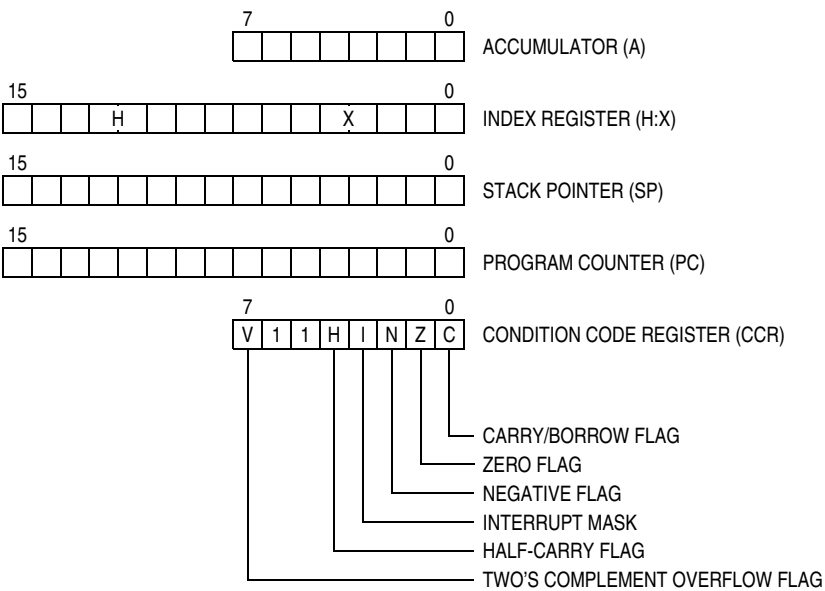 7 0
ACCUMULATOR (A)
15 0
H X INDEX REGISTER (H:X)
15 0
STACK POINTER (SP)
15 0
PROGRAM COUNTER (PC)
7 0
V 1 1 H I N Z C CONDITION CODE REGISTER (CCR)
CARRY/BORROW FLAG
ZERO FLAG
NEGATIVE FLAG
INTERRUPT MASK
HALF-CARRY FLAG
TWO'S COMPLEMENT OVERFLOW FLAG